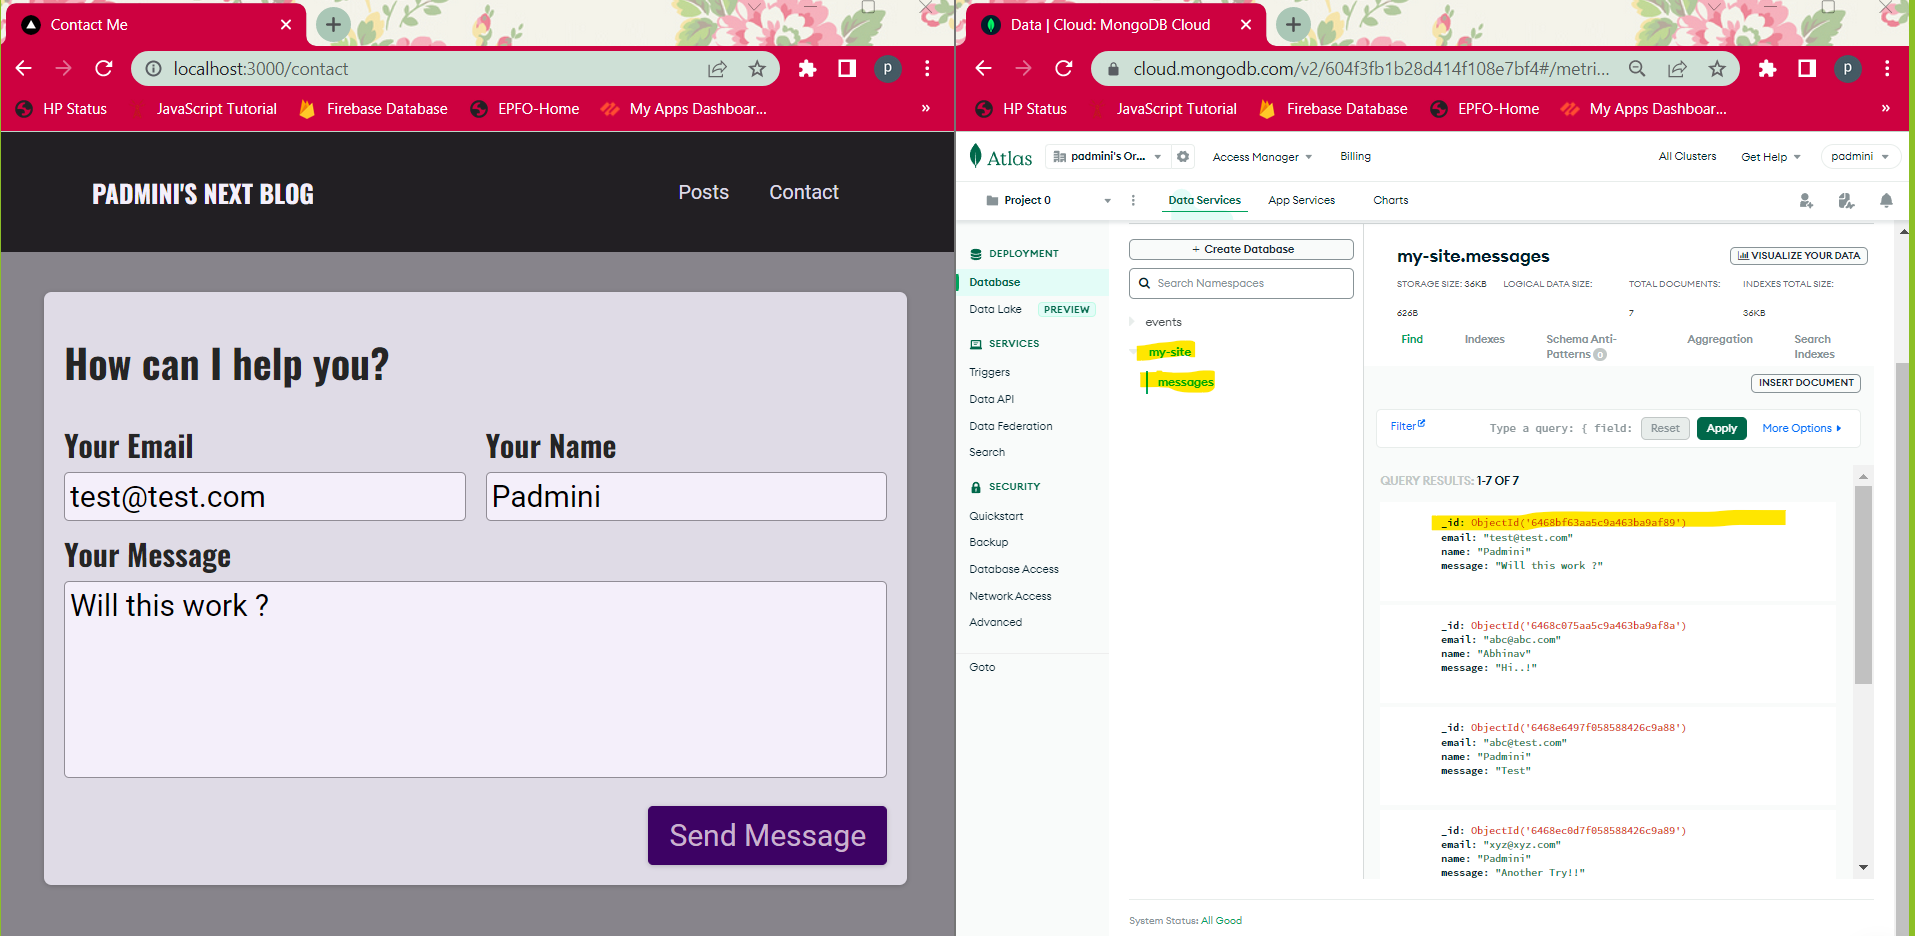 Contact Me
localhost:3000/contact
p
HP Status
JavaScript Tutorial
Firebase Database
EPFO-Home
My Apps Dashboar...
»
PADMINI'S NEXT BLOG
Posts
Contact
How can I help you?
Your Email
Your Name
test@test.com
Padmini
Your Message
Will this work ?
Send Message
Data | Cloud: MongoDB Cloud
cloud.mongodb.com/v2/604f3fb1b28d414f108e7bf4#/metri...
p
HP Status
JavaScript Tutorial
Firebase Database
EPFO-Home
My Apps Dashboar...
»
Atlas
padmini's Or...
Access Manager
Billing
All Clusters
Get Help
padmini
Project 0
Data Services
App Services
Charts
DEPLOYMENT
Database
Data Lake
PREVIEW
SERVICES
Triggers
Data API
Data Federation
Search
SECURITY
Quickstart
Backup
Database Access
Network Access
Advanced
Goto
+ Create Database
Search Namespaces
events
my-site
messages
my-site.messages
VISUALIZE YOUR DATA
STORAGE SIZE: 36KB
LOGICAL DATA SIZE:
TOTAL DOCUMENTS:
INDEXES TOTAL SIZE:
626B
7
36KB
Find
Indexes
Schema Anti-
Patterns 0
Aggregation
Search
Indexes
INSERT DOCUMENT
Filter
Type a query: { field:
Reset
Apply
More Options
QUERY RESULTS: 1-7 OF 7
_id: ObjectId('6468bf63aa5c9a463ba9af89')
email: "test@test.com"
name: "Padmini"
message: "Will this work ?"
_id: ObjectId('6468c075aa5c9a463ba9af8a')
email: "abc@abc.com"
name: "Abhinav"
message: "Hi..!"
_id: ObjectId('6468e6497f058588426c9a88')
email: "abc@test.com"
name: "Padmini"
message: "Test"
_id: ObjectId('6468ec0d7f058588426c9a89')
email: "xyz@xyz.com"
name: "Padmini"
message: "Another Try!!"
System Status: All Good